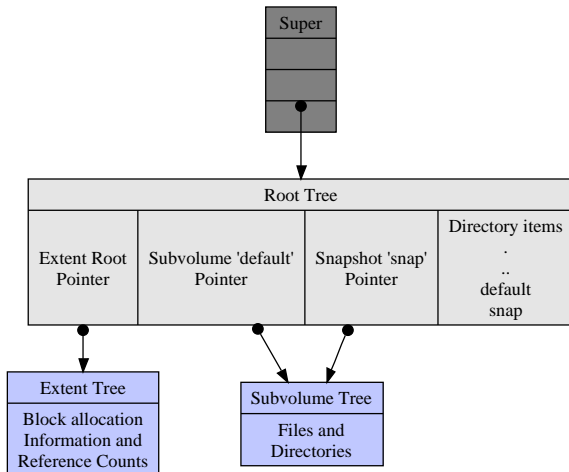 Super
Root Tree
Extent Root
Pointer
Subvolume 'default'
Pointer
Snapshot 'snap'
Pointer
Directory items
.
..
default
snap
Extent Tree
Block allocation
Information and
Reference Counts
Subvolume Tree
Files and
Directories